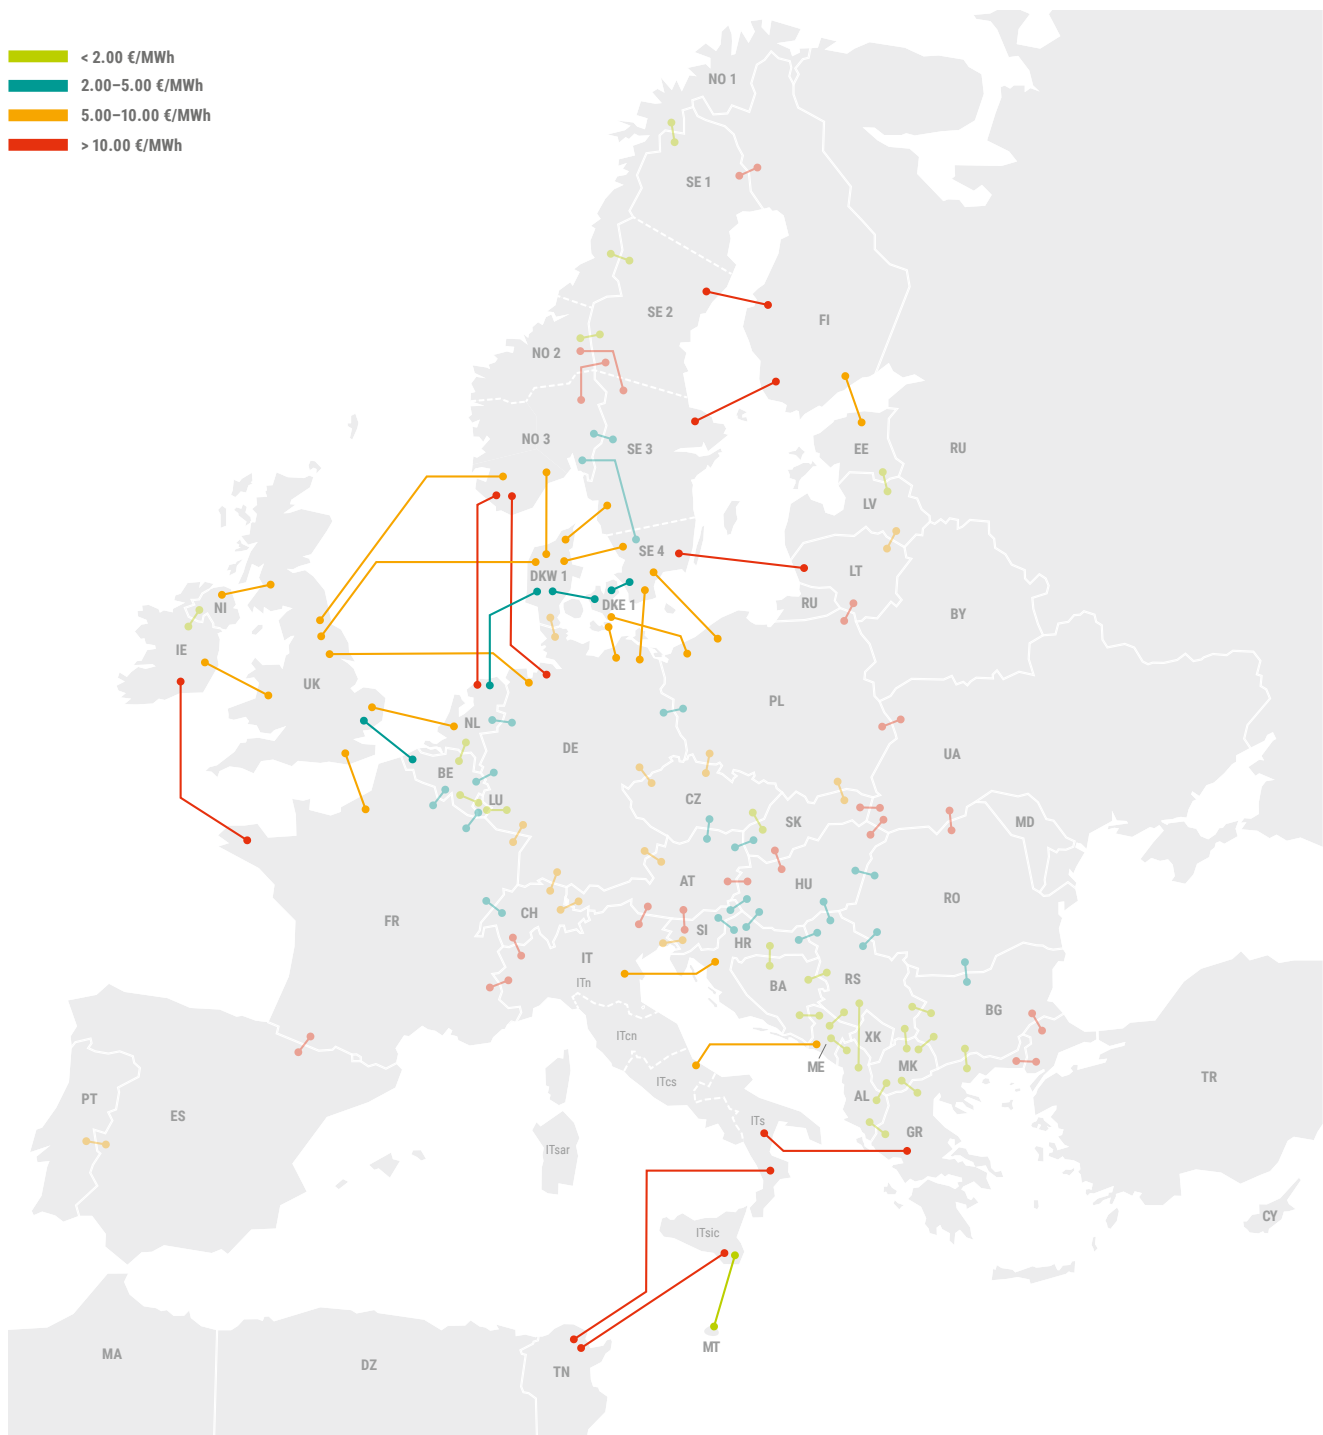 < 2.00 €/MWh
2.00–5.00 €/MWh
5.00–10.00 €/MWh
> 10.00 €/MWh
NO 1
SE 1
SE 2
FI
NO 2
NO 3
SE 3
EE
RU
LV
SE 4
LT
DKW 1
DKE 1
RU
BY
NI
IE
UK
PL
NL
DE
UA
BE
LU
CZ
SK
MD
AT
HU
RO
CH
FR
SI
HR
IT
ITn
BA
RS
BG
ITcn
XK
ME
MK
TR
ITcs
PT
ES
AL
ITs
GR
ITsar
CY
ITsic
MT
MA
DZ
TN